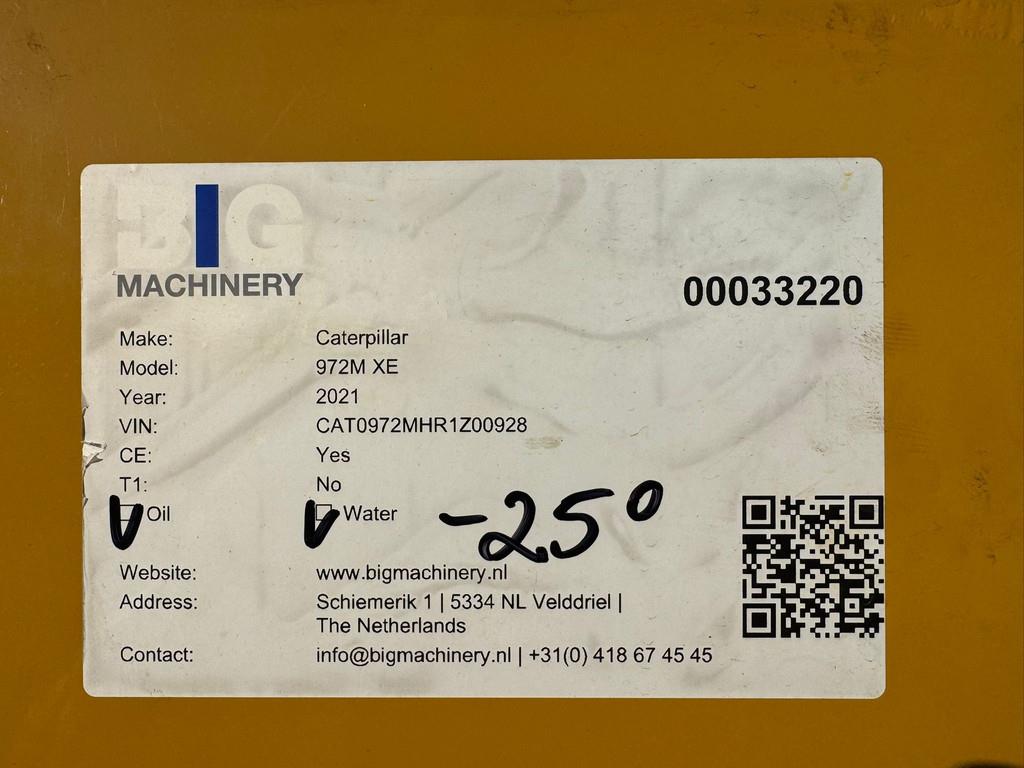 BIG
MACHINERY
00033220
Make: Caterpillar
Model: 972M XE
Year: 2021
VIN: CAT0972MHR1Z00928
CE: Yes
T1: No
Oil Water -25°
Website: www.bigmachinery.nl
Address: Schiemerik 1 | 5334 NL Velddriel |
The Netherlands
Contact: info@bigmachinery.nl | +31(0) 418 67 45 45